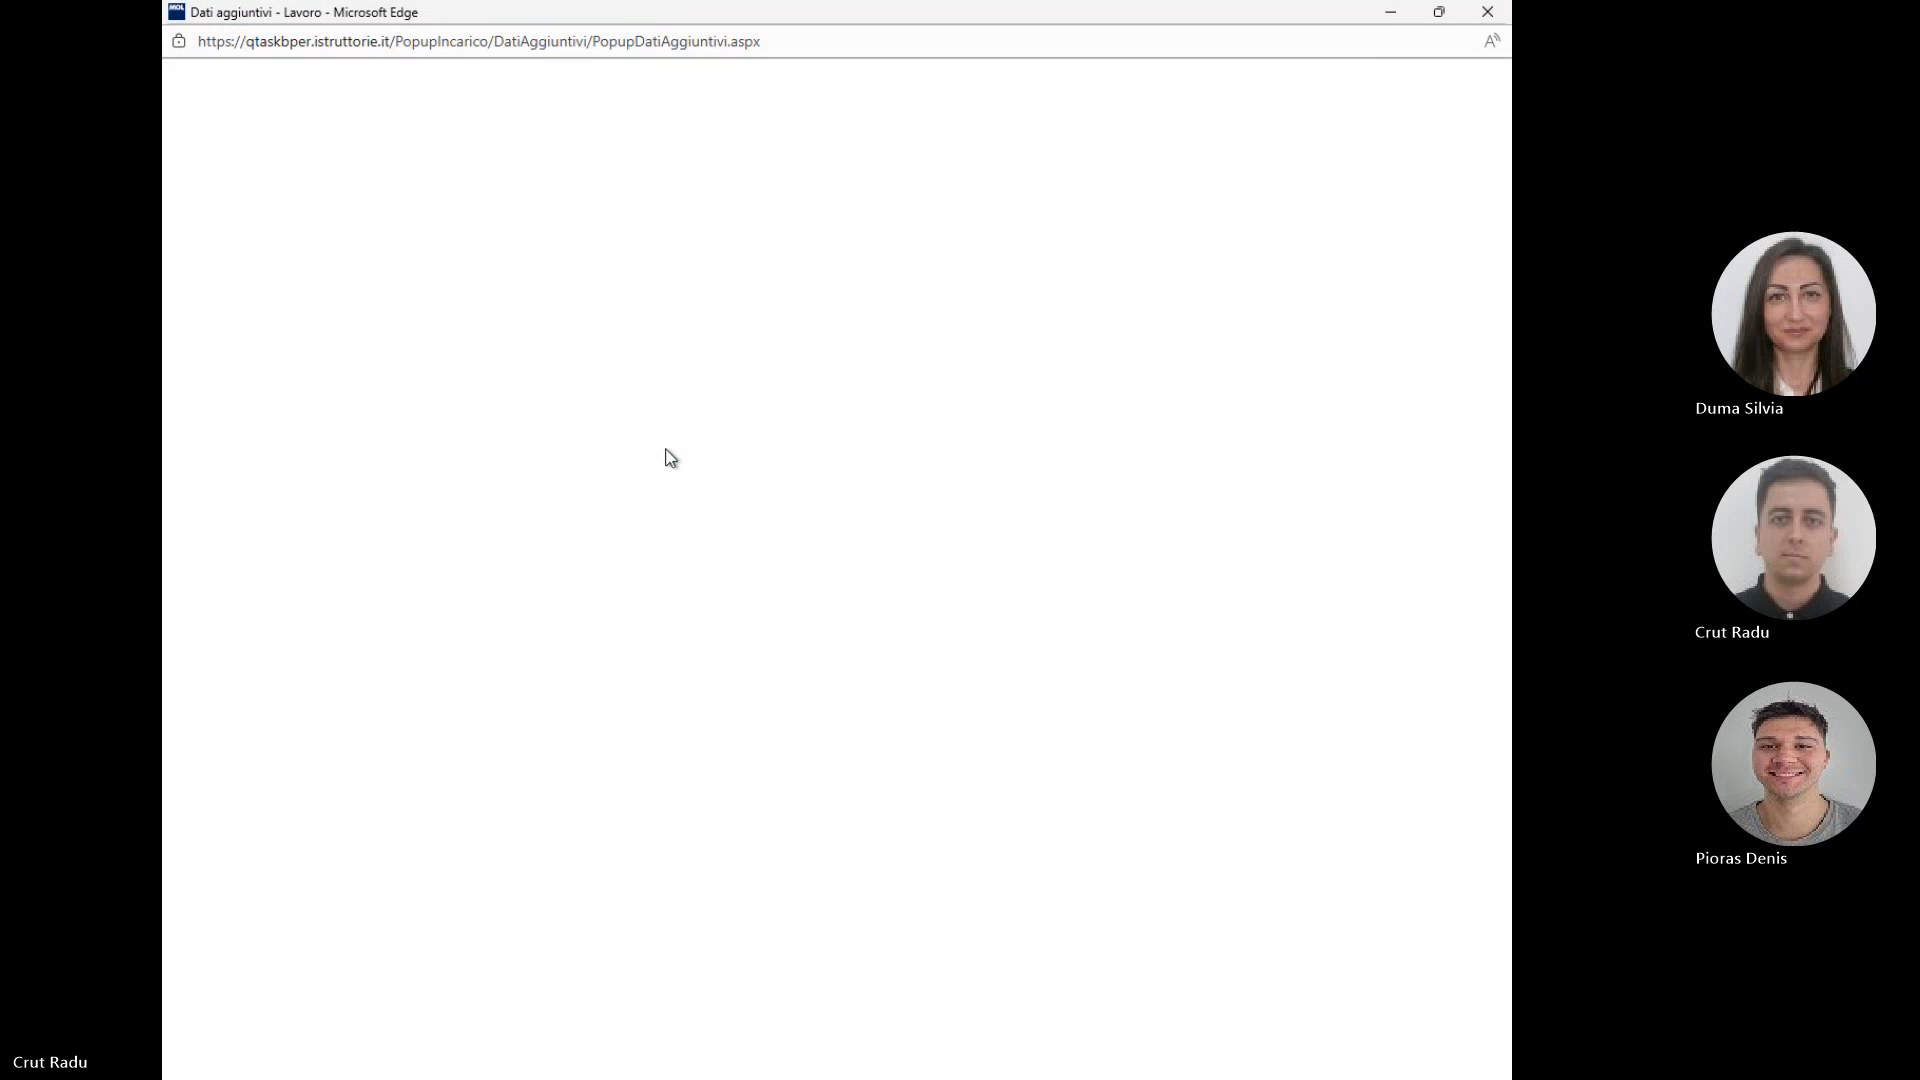 MOL
Dati aggiuntivi - Lavoro - Microsoft Edge
https://qtaskbper.istruttorie.it/PopupIncarico/DatiAggiuntivi/PopupDatiAggiuntivi.aspx
Duma Silvia
Crut Radu
Pioras Denis
Crut Radu